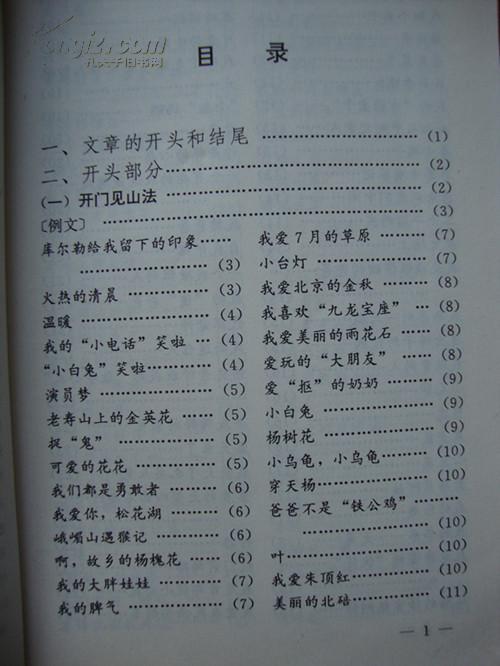 Kongfz.com
孔夫子旧书网
目 录
一、文章的开头和结尾 ……………………… (1)
二、开头部分 ……………………………… (2)
(一) 开门见山法 …………………………… (2)
〔例文〕 ……………………………………… (3)
库尔勒给我留下的印象……
………………… (3)
火热的清晨 …………… (3)
温暖 …………………… (4)
我的“小电话”笑啦 … (4)
“小白兔”笑啦………… (4)
演员梦 ………………… (5)
老寿山上的金英花 …… (5)
捉“鬼” ……………… (5)
可爱的花花 …………… (5)
我们都是勇敢者 ……… (6)
我爱你，松花湖 ……… (6)
峨嵋山遇猴记 ………… (6)
啊，故乡的杨槐花 …… (6)
我的大胖娃娃 ………… (7)
我的脾气 ……………… (7)
我爱7月的草原 ……… (7)
小台灯 ………………… (7)
我爱北京的金秋 ……… (8)
我喜欢“九龙宝座” … (8)
我爱美丽的雨花石 …… (8)
爱玩的“大朋友” …… (8)
爱“抠”的奶奶 ……… (9)
小白兔 ………………… (9)
杨树花 ………………… (9)
小乌龟，小乌龟……… (10)
穿天杨………………… (10)
爸爸不是“铁公鸡”……
………………… (10)
叶……………………… (10)
我爱朱顶红…………… (10)
美丽的北碚…………… (11)
— 1 —